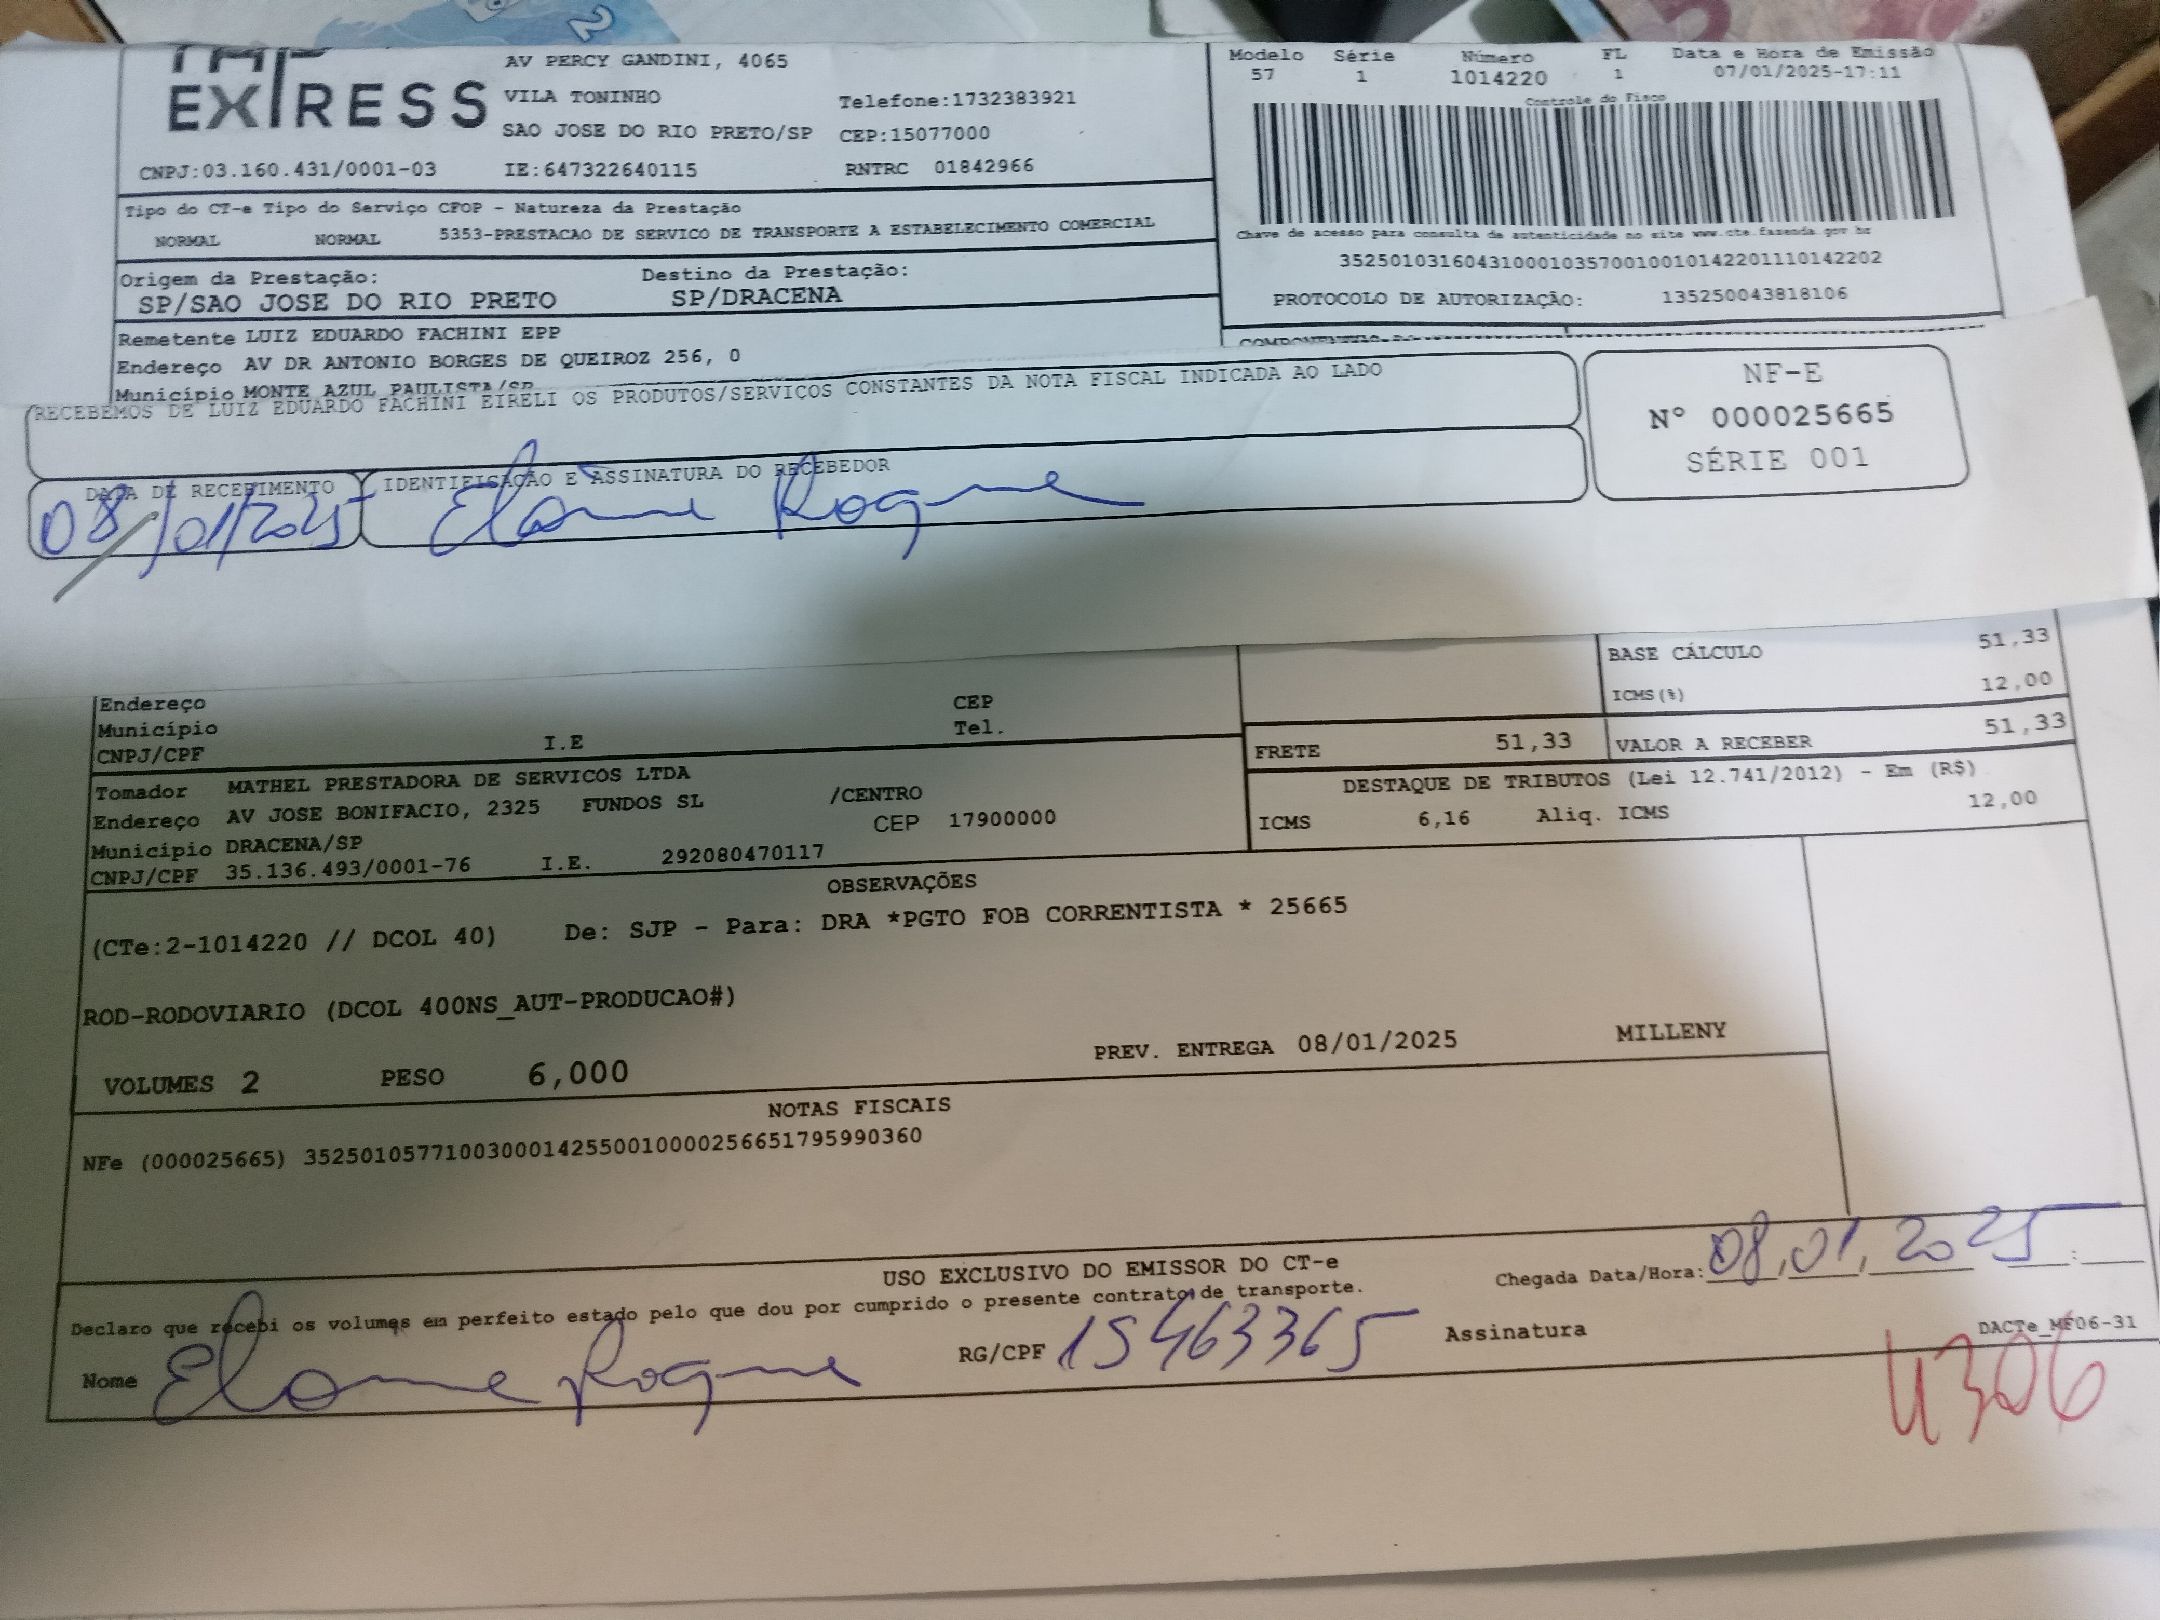 EXPRESS
AV PERCY GANDINI, 4065
VILA TONINHO Telefone:1732383921
SAO JOSE DO RIO PRETO/SP CEP:15077000
CNPJ:03.160.431/0001-03 IE:647322640115 RNTRC 01842966
Modelo Série Número FL Data e Hora de Emissão
57 1 1014220 1 07/01/2025-17:11
Controle do Fisco
Chave de acesso para consulta de autenticidade no site www.cte.fazenda.gov br
35250103160431000103570010010142201110142202
PROTOCOLO DE AUTORIZAÇÃO: 135250043818106
Tipo do CT-e Tipo do Serviço CFOP - Natureza da Prestação
NORMAL NORMAL 5353-PRESTACAO DE SERVICO DE TRANSPORTE A ESTABELECIMENTO COMERCIAL
Origem da Prestação: Destino da Prestação:
SP/SAO JOSE DO RIO PRETO SP/DRACENA
Remetente LUIZ EDUARDO FACHINI EPP
Endereço AV DR ANTONIO BORGES DE QUEIROZ 256, 0
Município MONTE AZUL PAULISTA/SP
RECEBEMOS DE LUIZ EDUARDO FACHINI EIRELI OS PRODUTOS/SERVIÇOS CONSTANTES DA NOTA FISCAL INDICADA AO LADO
NF-E
Nº 000025665
SÉRIE 001
DATA DE RECEBIMENTO IDENTIFICAÇÃO E ASSINATURA DO RECEBEDOR
08/01/2025 Elaine Roque
BASE CÁLCULO 51,33
ICMS(%) 12,00
Endereço CEP
Município Tel.
CNPJ/CPF I.E
FRETE 51,33 VALOR A RECEBER 51,33
Tomador MATHEL PRESTADORA DE SERVICOS LTDA
Endereço AV JOSE BONIFACIO, 2325 FUNDOS SL /CENTRO
Município DRACENA/SP CEP 17900000
CNPJ/CPF 35.136.493/0001-76 I.E. 292080470117
DESTAQUE DE TRIBUTOS (Lei 12.741/2012) - Em (R$)
ICMS 6,16 Aliq. ICMS 12,00
OBSERVAÇÕES
(CTe:2-1014220 // DCOL 40) De: SJP - Para: DRA *PGTO FOB CORRENTISTA * 25665
ROD-RODOVIARIO (DCOL 400NS_AUT-PRODUCAO#)
VOLUMES 2 PESO 6,000 PREV. ENTREGA 08/01/2025 MILLENY
NOTAS FISCAIS
NFe (000025665) 35250105771003000142550010000256651795990360
USO EXCLUSIVO DO EMISSOR DO CT-e
Declaro que recebi os volumes em perfeito estado pelo que dou por cumprido o presente contrato de transporte.
Chegada Data/Hora: 08,01,2025 :
Nome Elaine Roque RG/CPF 15463365 Assinatura
DACTe_MF06-31
4306